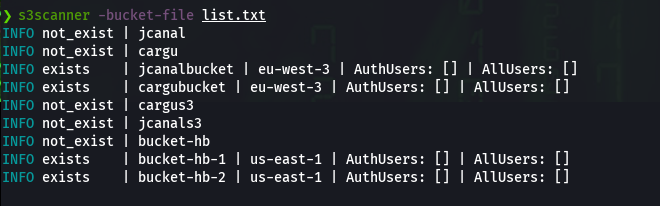 ❯ s3scanner -bucket-file list.txt
INFO not_exist | jcanal
INFO not_exist | cargu
INFO exists    | jcanalbucket | eu-west-3 | AuthUsers: [] | AllUsers: []
INFO exists    | cargubucket | eu-west-3 | AuthUsers: [] | AllUsers: []
INFO not_exist | cargus3
INFO not_exist | jcanals3
INFO not_exist | bucket-hb
INFO exists    | bucket-hb-1 | us-east-1 | AuthUsers: [] | AllUsers: []
INFO exists    | bucket-hb-2 | us-east-1 | AuthUsers: [] | AllUsers: []